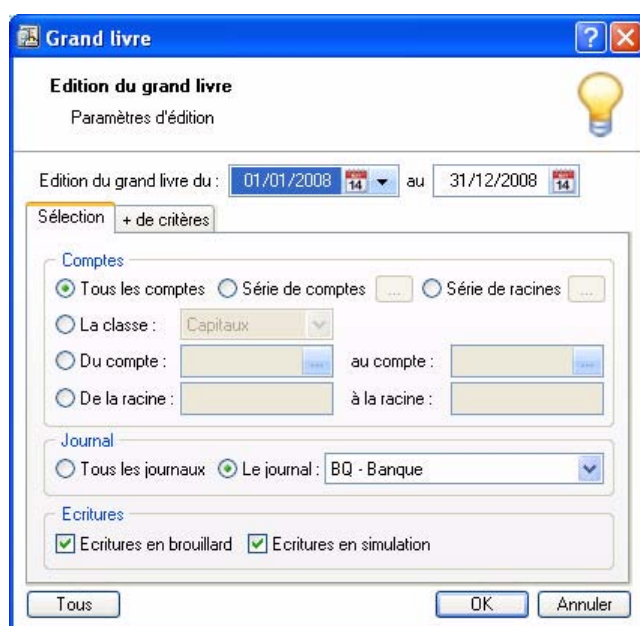 Grand livre
Edition du grand livre
Paramètres d'édition
Edition du grand livre du : 01/01/2008 14 au 31/12/2008 14
Sélection + de critères
Comptes
Tous les comptes Série de comptes ... Série de racines ...
La classe : Capitaux
Du compte : ... au compte : ...
De la racine : à la racine :
Journal
Tous les journaux Le journal : BQ - Banque
Ecritures
Ecritures en brouillard Ecritures en simulation
Tous OK Annuler